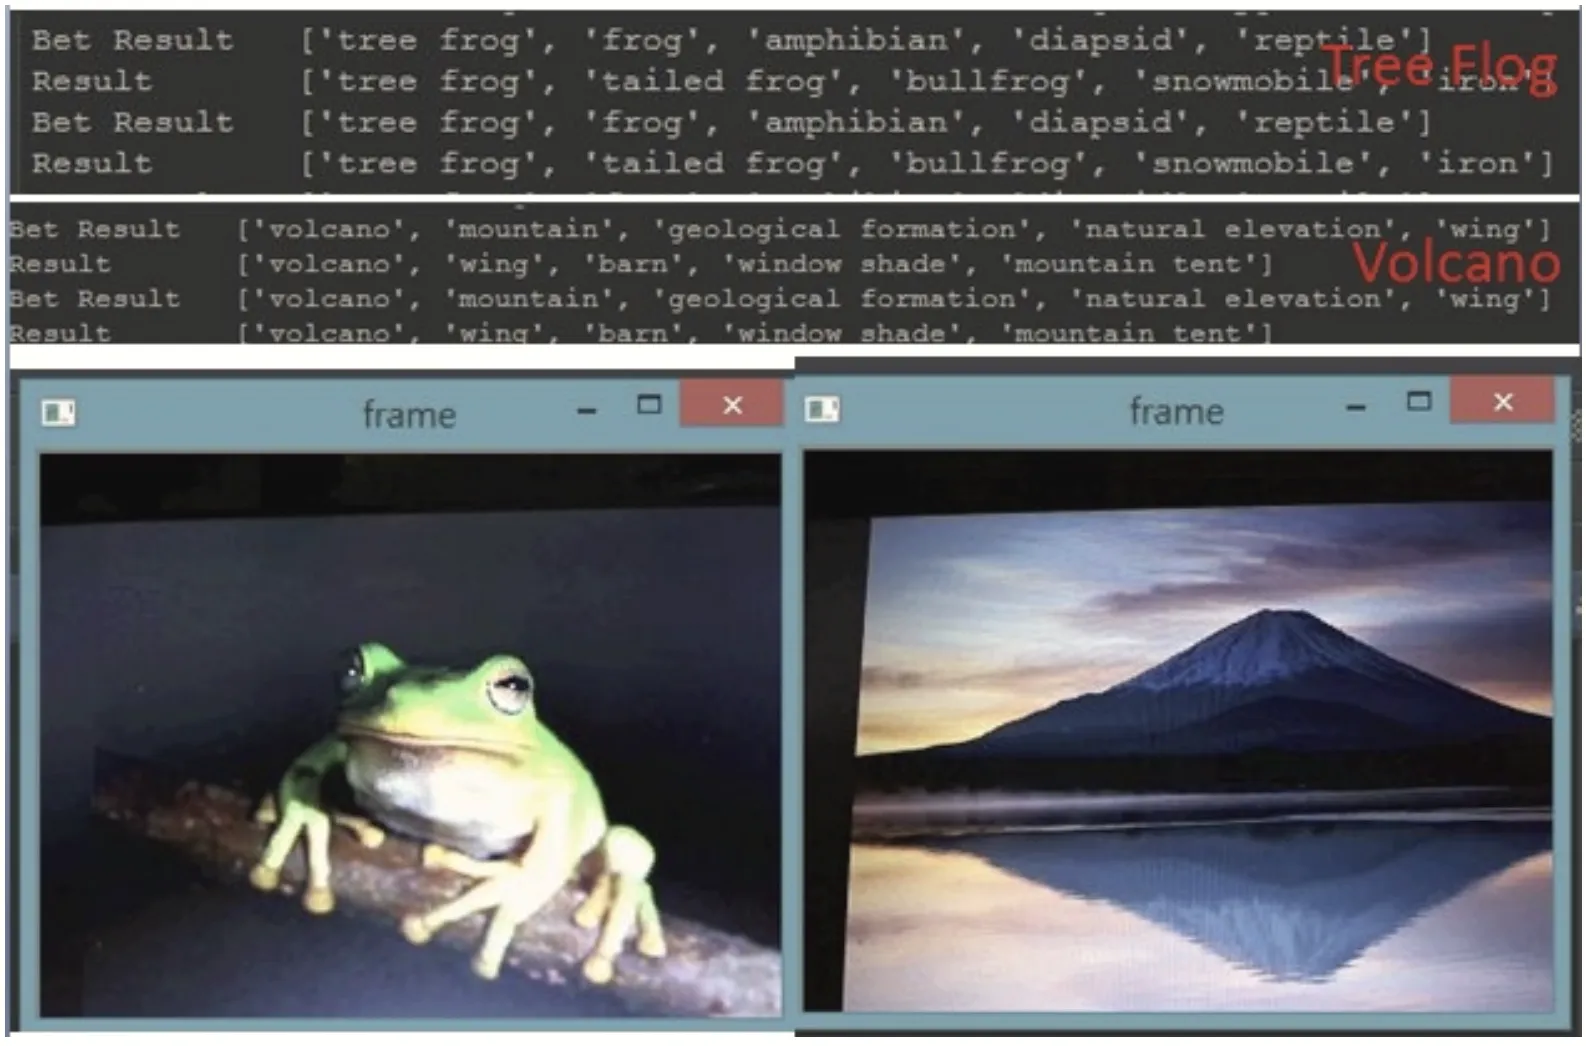 Bet Result ['tree frog', 'frog', 'amphibian', 'diapsid', 'reptile']
Result ['tree frog', 'tailed frog', 'bullfrog', 'snowmobile', 'iron']
Tree Flog
Bet Result ['tree frog', 'frog', 'amphibian', 'diapsid', 'reptile']
Result ['tree frog', 'tailed frog', 'bullfrog', 'snowmobile', 'iron']
Bet Result ['volcano', 'mountain', 'geological formation', 'natural elevation', 'wing']
Result ['volcano', 'wing', 'barn', 'window shade', 'mountain tent']
Volcano
Bet Result ['volcano', 'mountain', 'geological formation', 'natural elevation', 'wing']
Result ['volcano', 'wing', 'barn', 'window shade', 'mountain tent']
frame
frame